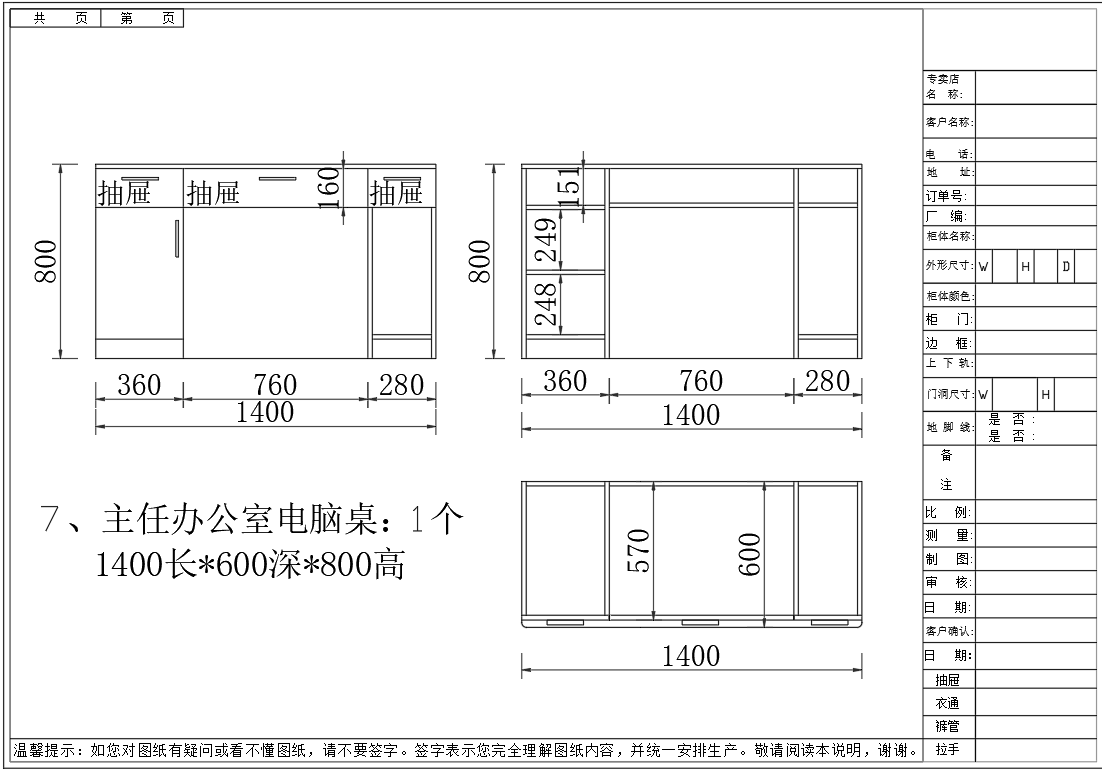 共 页 第 页
专卖店
名 称:
客户名称:
电 话:
地 址:
订单号:
厂 编:
柜体名称:
外形尺寸: W H D
柜体颜色:
柜 门:
边 框:
上 下 轨:
门洞尺寸: W H
地 脚 线: 是 否 :
是 否 :
备
注
比 例:
测 量:
制 图:
审 核:
日 期:
客户确认:
日 期:
抽屉
衣通
裤管
拉手
抽屉 抽屉 160 抽屉
800
360 760 280
1400
151
249
248
800
360 760 280
1400
570 600
1400
7、主任办公室电脑桌: 1个
1400长*600深*800高
温馨提示: 如您对图纸有疑问或看不懂图纸, 请不要签字。签字表示您完全理解图纸内容, 并统一安排生产。敬请阅读本说明, 谢谢。